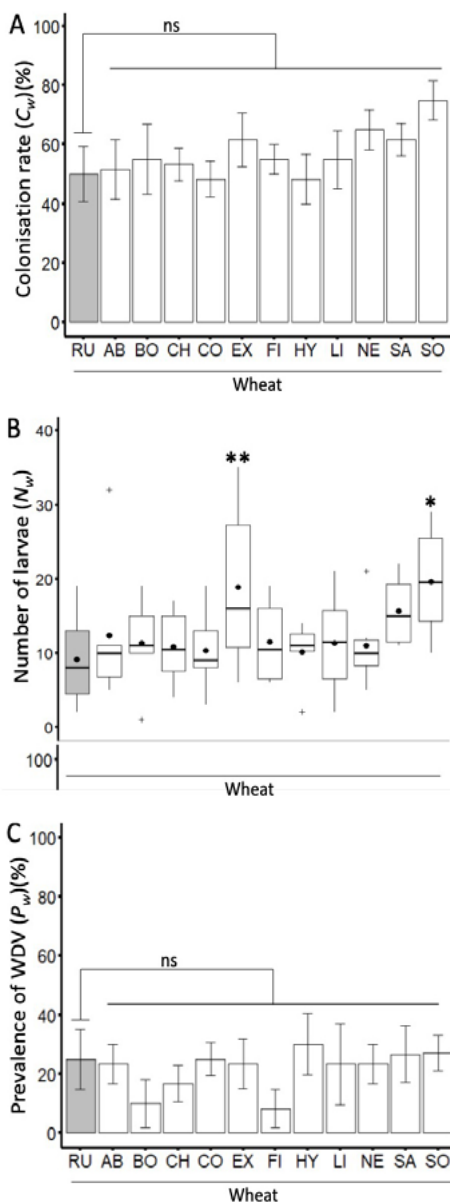 A
ns
Colonisation rate (Cw)(%)
100
80
60
40
20
0
RU AB BO CH CO EX FI HY LI NE SA SO
Wheat
B
Number of larvae (Nw)
40
30
20
10
0
**
*
100
Wheat
C
ns
Prevalence of WDV (Pw)(%)
100
80
60
40
20
0
RU AB BO CH CO EX FI HY LI NE SA SO
Wheat